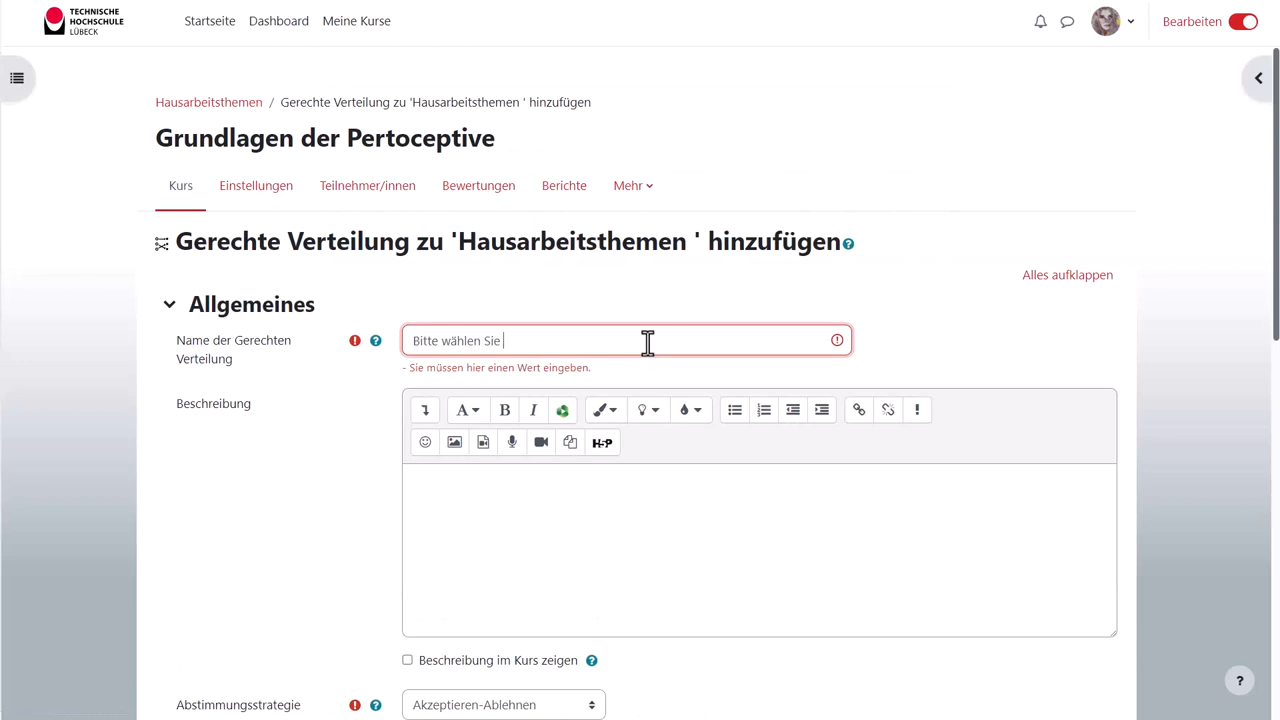 TECHNISCHE
HOCHSCHULE
LÜBECK
Startseite Dashboard Meine Kurse
Bearbeiten
Hausarbeitsthemen / Gerechte Verteilung zu 'Hausarbeitsthemen ' hinzufügen
Grundlagen der Pertoceptive
Kurs Einstellungen Teilnehmer/innen Bewertungen Berichte Mehr
Gerechte Verteilung zu 'Hausarbeitsthemen ' hinzufügen ?
Alles aufklappen
Allgemeines
Name der Gerechten
Verteilung
! ? Bitte wählen Sie !
- Sie müssen hier einen Wert eingeben.
Beschreibung
A B I !
H-P
Beschreibung im Kurs zeigen ?
Abstimmungsstrategie ! ? Akzeptieren-Ablehnen
?